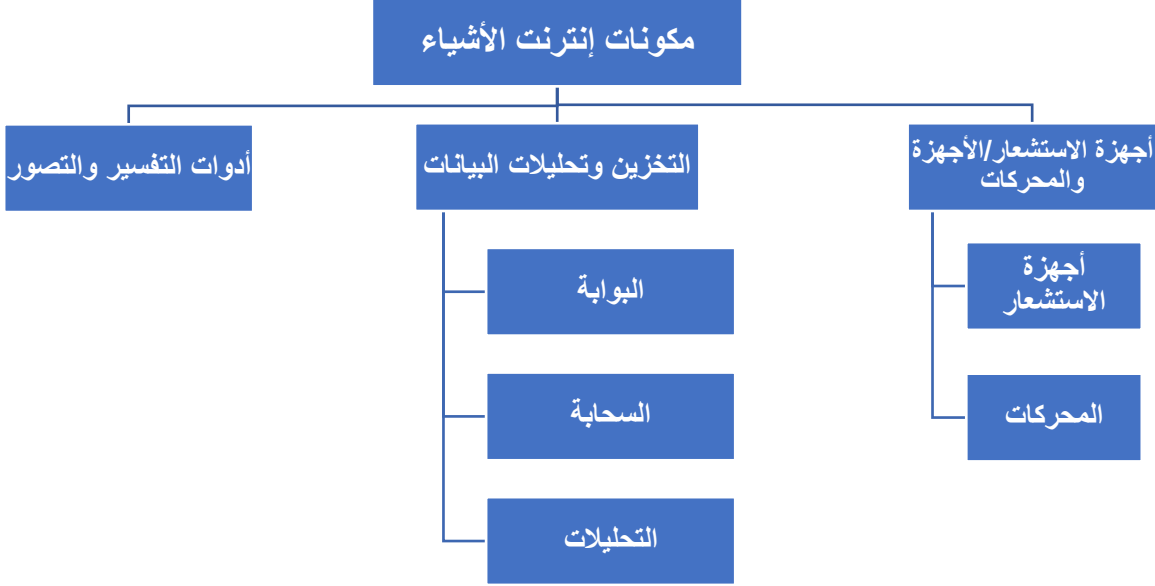 مكونات إنترنت الأشياء
أجهزة الاستشعار/الأجهزة
والمحركات
التخزين وتحليلات البيانات
أدوات التفسير والتصور
أجهزة
الاستشعار
المحركات
البوابة
السحابة
التحليلات